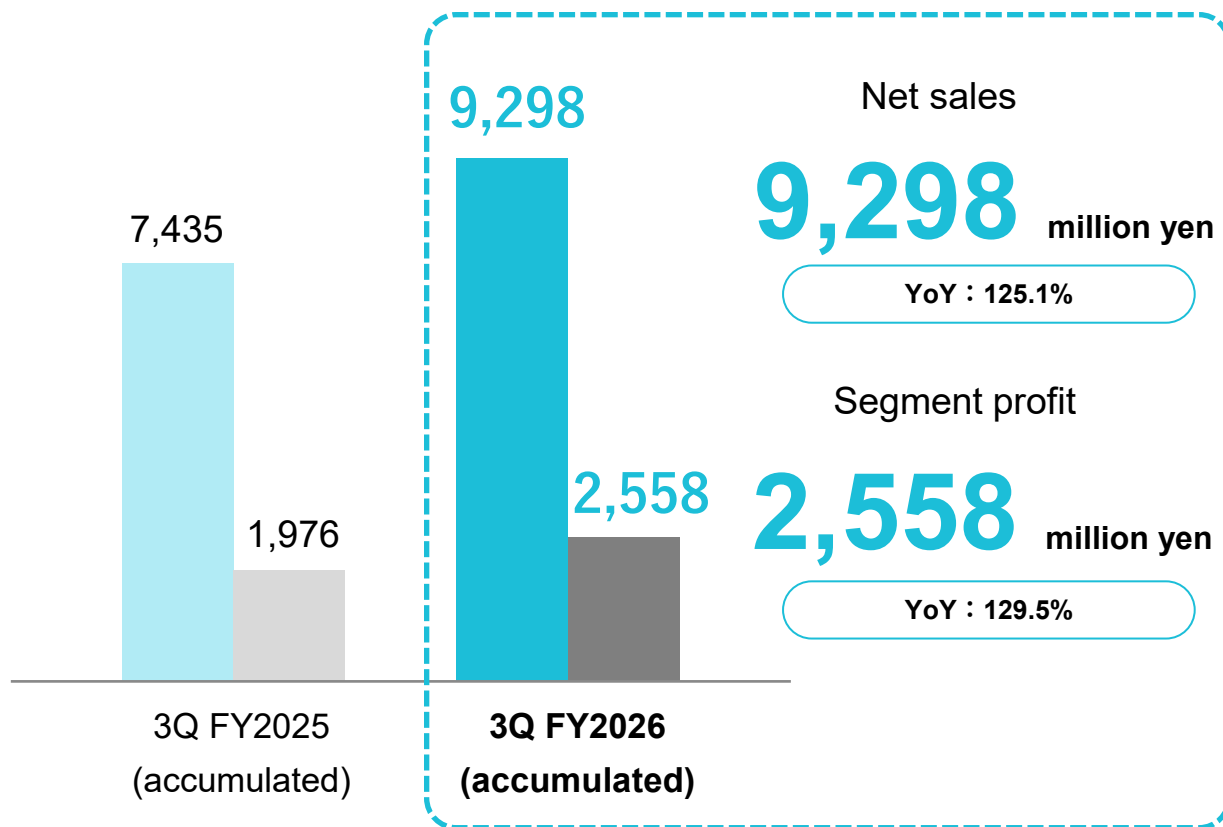 7,435
1,976
3Q FY2025
(accumulated)
9,298
2,558
3Q FY2026
(accumulated)
Net sales
9,298 million yen
YoY：125.1%
Segment profit
2,558 million yen
YoY：129.5%